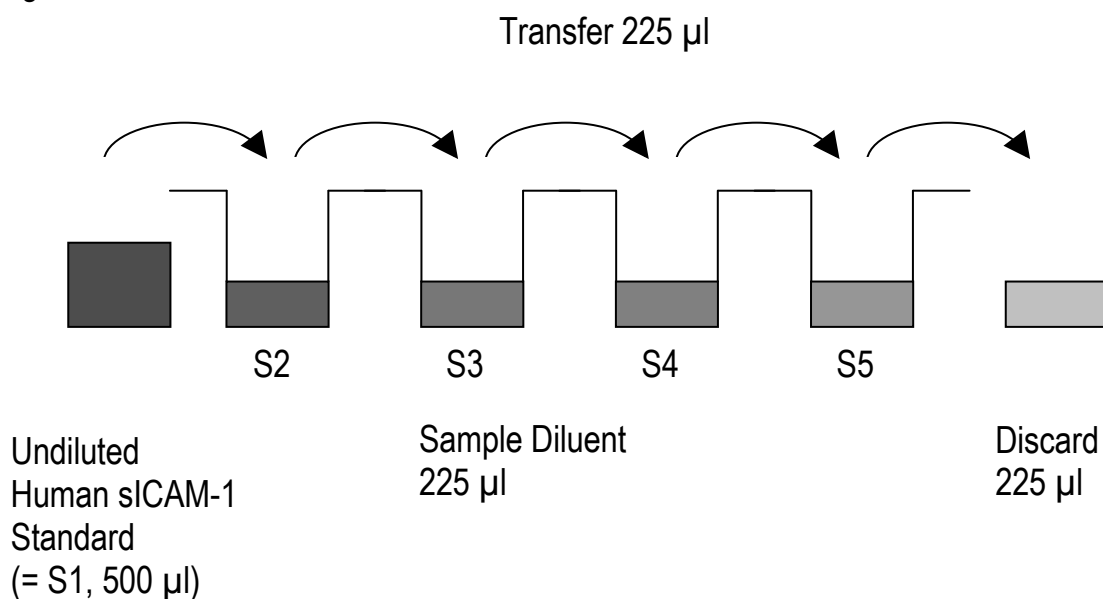 Transfer 225 µl
S2
S3
S4
S5
Undiluted
Human sICAM-1
Standard
(= S1, 500 µl)
Sample Diluent
225 µl
Discard
225 µl